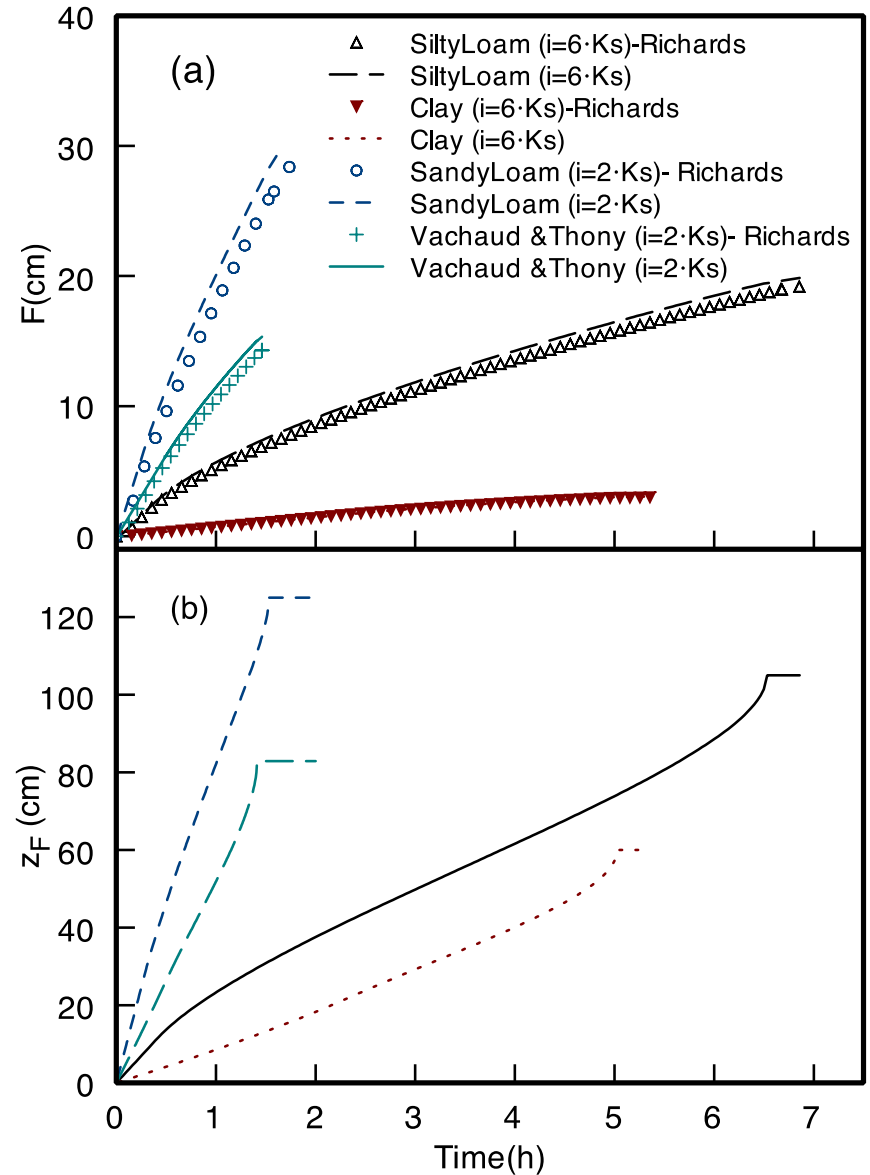 40
(a)
SiltyLoam (i=6·Ks)-Richards
SiltyLoam (i=6·Ks)
Clay (i=6·Ks)-Richards
Clay (i=6·Ks)
SandyLoam (i=2·Ks)- Richards
SandyLoam (i=2·Ks)
Vachaud &Thony (i=2·Ks)- Richards
Vachaud &Thony (i=2·Ks)
30
20
10
0
F(cm)
(b)
120
100
80
60
40
20
0
zF (cm)
0 1 2 3 4 5 6 7
Time(h)